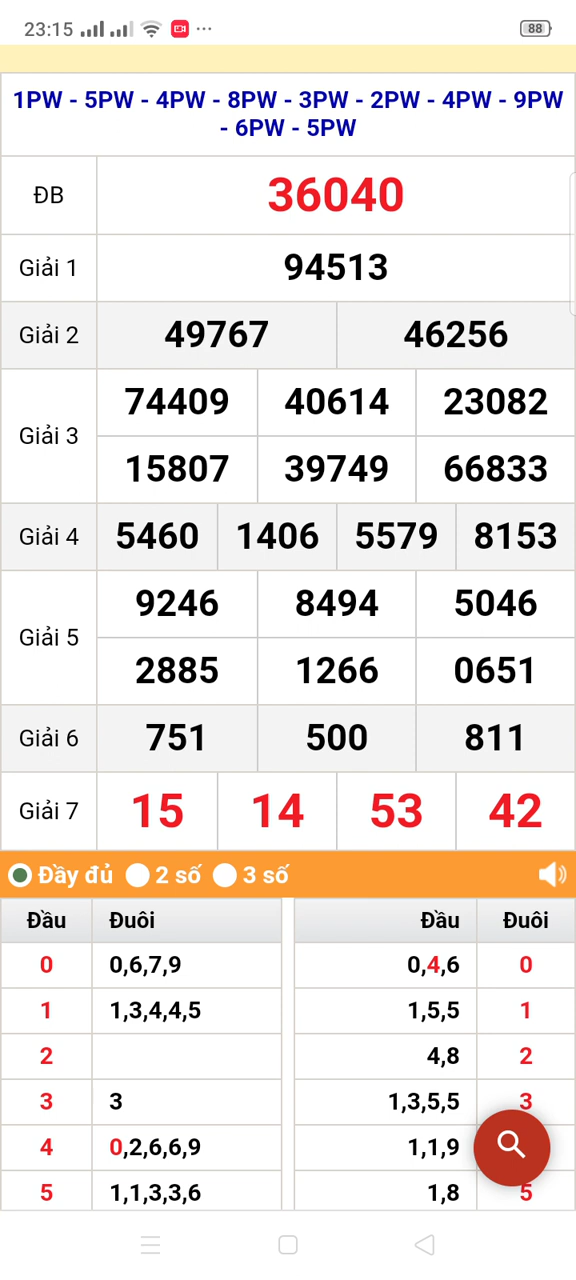 23:15 88
1PW - 5PW - 4PW - 8PW - 3PW - 2PW - 4PW - 9PW
- 6PW - 5PW
ĐB 36040
Giải 1 94513
Giải 2 49767 46256
Giải 3
74409 40614 23082
15807 39749 66833
Giải 4 5460 1406 5579 8153
Giải 5
9246 8494 5046
2885 1266 0651
Giải 6 751 500 811
Giải 7 15 14 53 42
Đầy đủ 2 số 3 số
Đầu Đuôi Đầu Đuôi
0 0,6,7,9 0,4,6 0
1 1,3,4,4,5 1,5,5 1
2 4,8 2
3 3 1,3,5,5 3
4 0,2,6,6,9 1,1,9
5 1,1,3,3,6 1,8 5